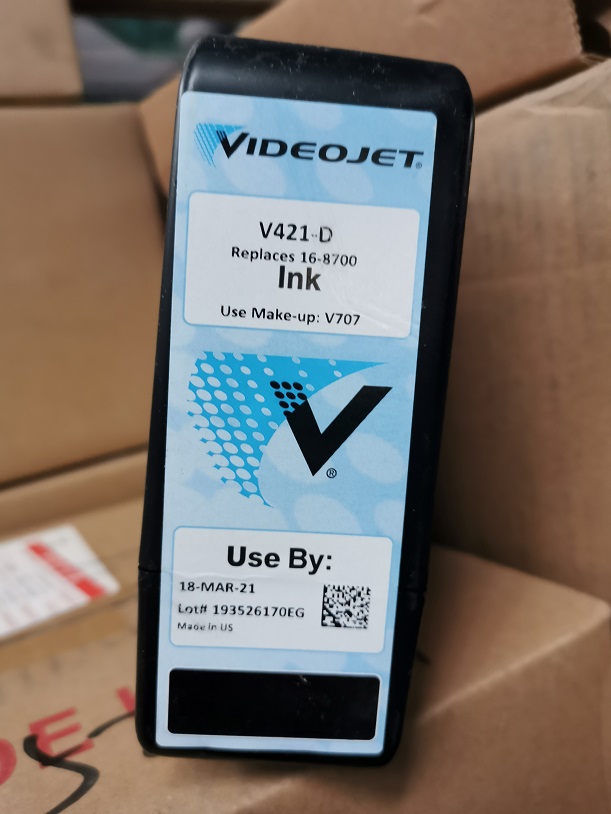 VIDEOJET®
V421-D
Replaces 16-8700
Ink
Use Make-up: V707
V®
Use By:
18-MAR-21
Lot# 193526170EG
Made in US